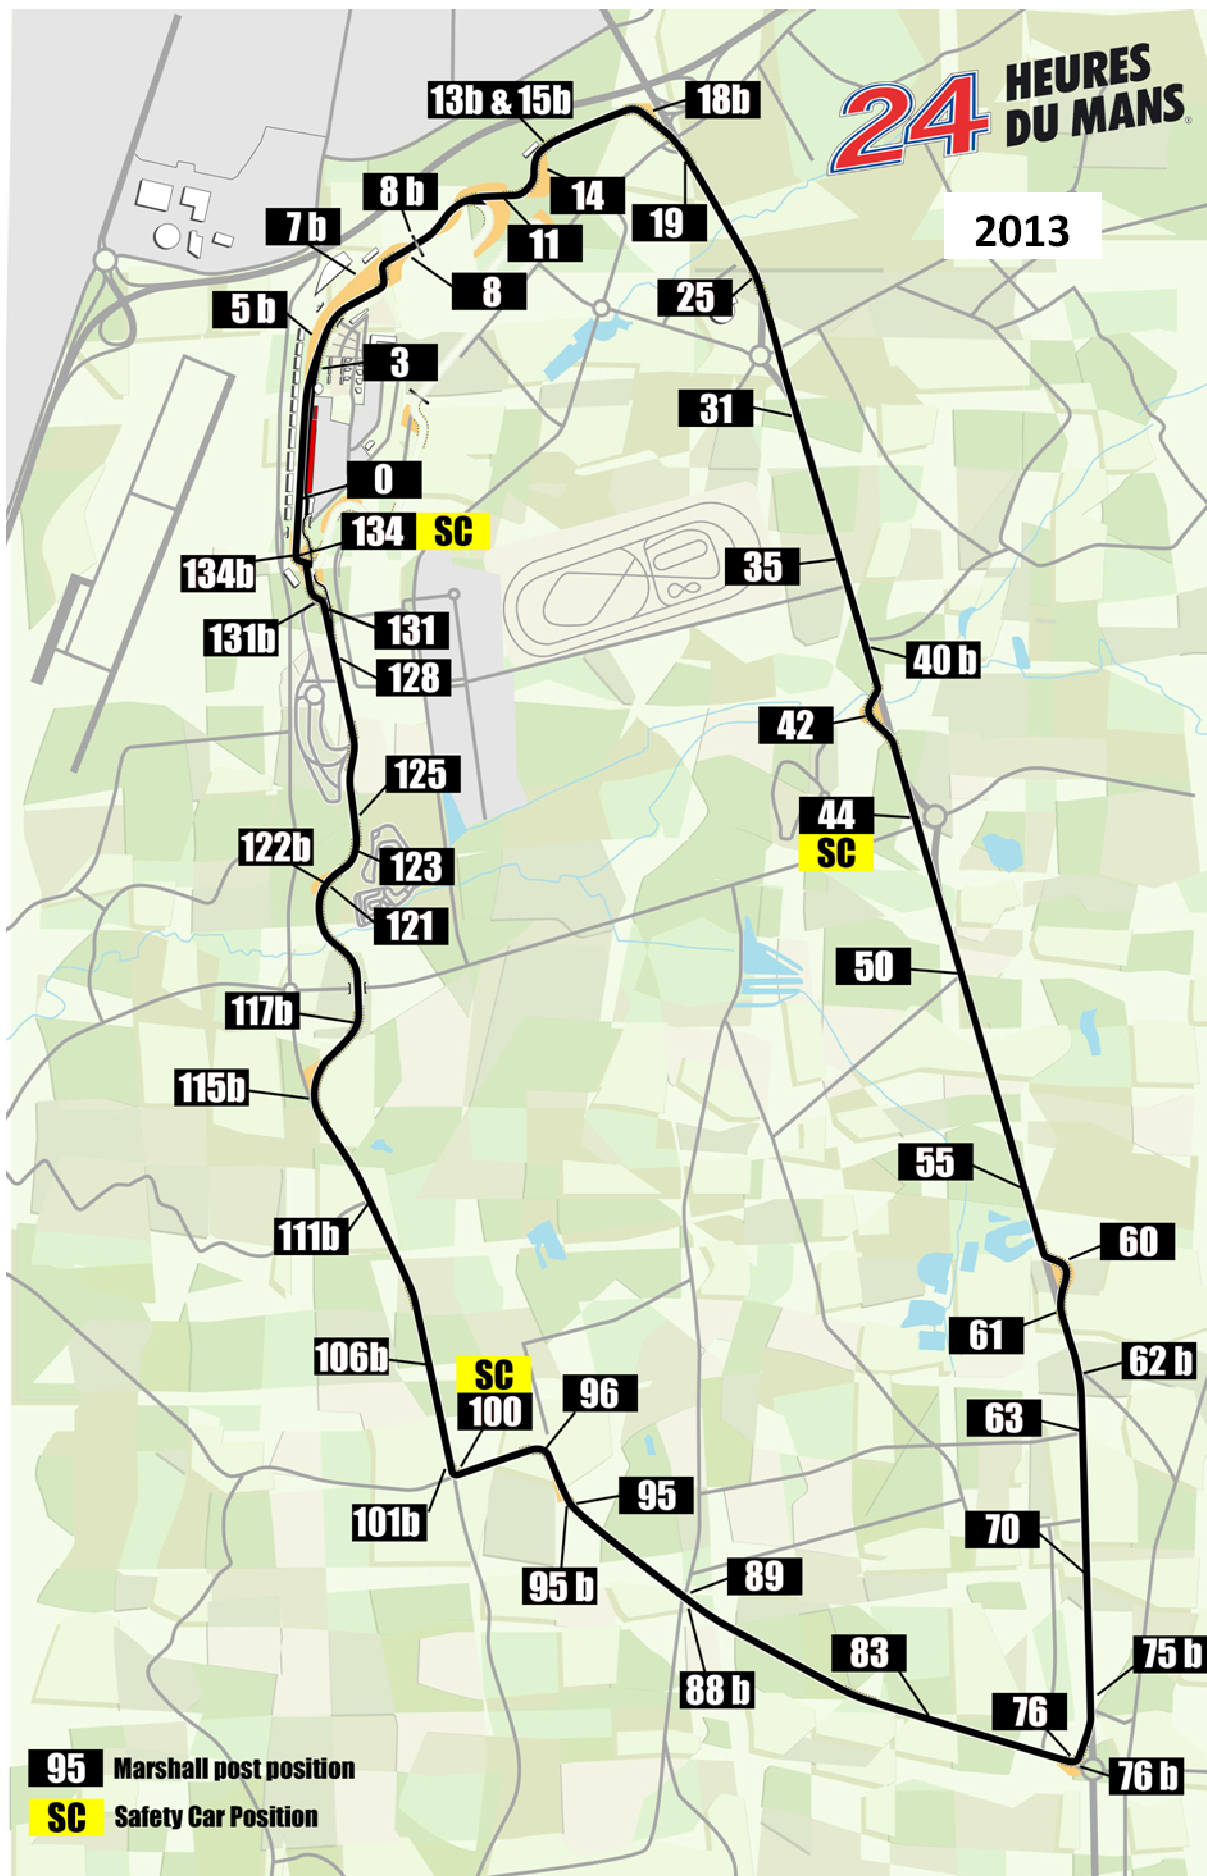 13b & 15b
18b
24 HEURES
DU MANS
8 b
14
7 b
19
2013
11
5 b
8
25
3
31
0
134 SC
35
134b
131b
131
40 b
128
42
125
44
SC
122b
123
121
50
117b
115b
55
111b
60
61
106b
SC
100
62 b
96
63
95
101b
70
95 b
89
83
75 b
88 b
76
76 b
95 Marshall post position
SC Safety Car Position